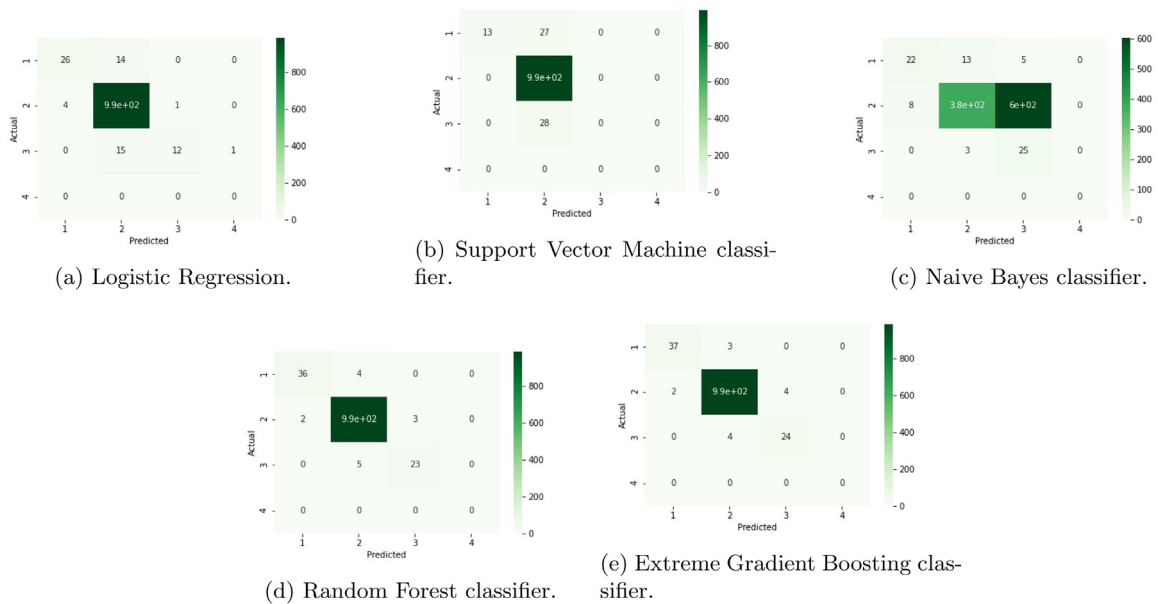 1 26 14 0 0
2 4 9.9e+02 1 0
3 0 15 12 1
4 0 0 0 0
1 2 3 4
Actual
Predicted
800
600
400
200
0
(a) Logistic Regression.
1 13 27 0 0
2 0 9.9e+02 0 0
3 0 28 0 0
4 0 0 0 0
1 2 3 4
Actual
Predicted
800
600
400
200
0
(b) Support Vector Machine classi-
fier.
1 22 13 5 0
2 8 3.8e+02 6e+02 0
3 0 3 25 0
4 0 0 0 0
1 2 3 4
Actual
Predicted
600
500
400
300
200
100
0
(c) Naive Bayes classifier.
1 36 4 0 0
2 2 9.9e+02 3 0
3 0 5 23 0
4 0 0 0 0
1 2 3 4
Actual
Predicted
800
600
400
200
0
(d) Random Forest classifier.
1 37 3 0 0
2 2 9.9e+02 4 0
3 0 4 24 0
4 0 0 0 0
1 2 3 4
Actual
Predicted
800
600
400
200
0
(e) Extreme Gradient Boosting clas-
sifier.